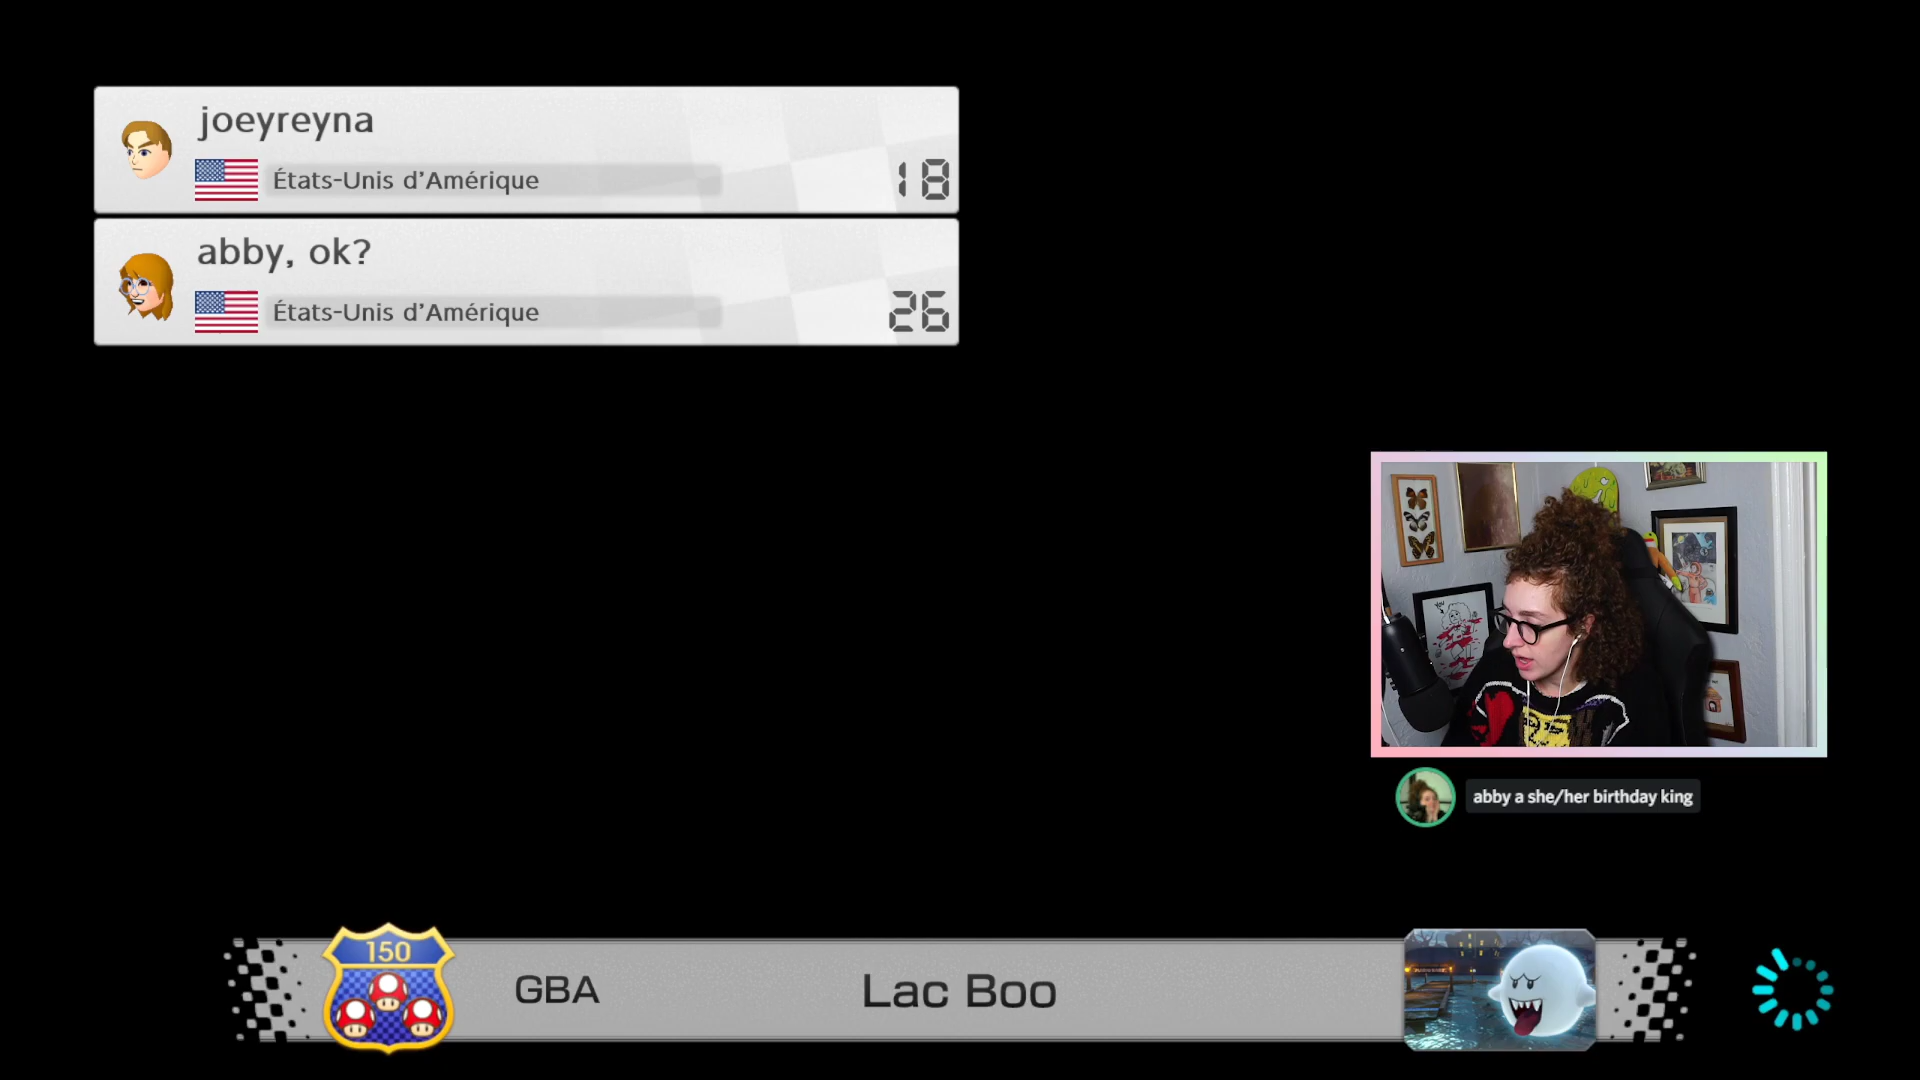 joeyreyna
États-Unis d'Amérique
18
abby, ok?
États-Unis d'Amérique
26
YOU
abby a she/her birthday king
150
GBA
Lac Boo